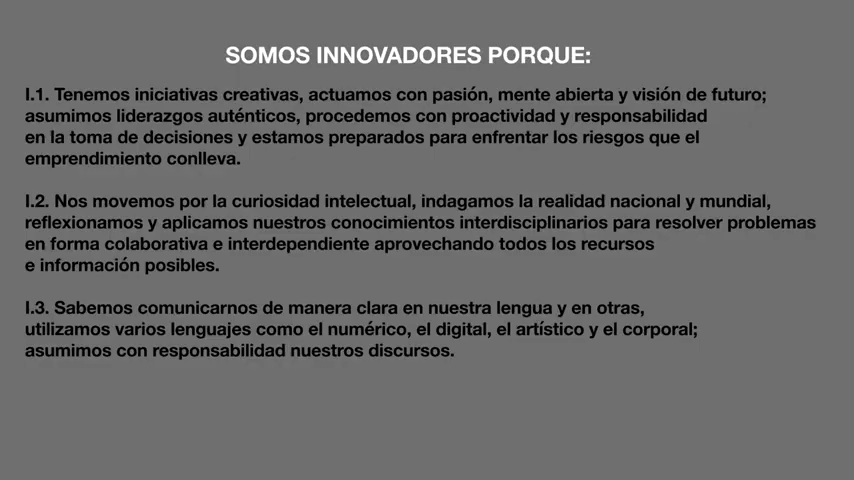 SOMOS INNOVADORES PORQUE:
I.1. Tenemos iniciativas creativas, actuamos con pasión, mente abierta y visión de futuro;
asumimos liderazgos auténticos, procedemos con proactividad y responsabilidad
en la toma de decisiones y estamos preparados para enfrentar los riesgos que el
emprendimiento conlleva.
I.2. Nos movemos por la curiosidad intelectual, indagamos la realidad nacional y mundial,
reflexionamos y aplicamos nuestros conocimientos interdisciplinarios para resolver problemas
en forma colaborativa e interdependiente aprovechando todos los recursos
e información posibles.
I.3. Sabemos comunicarnos de manera clara en nuestra lengua y en otras,
utilizamos varios lenguajes como el numérico, el digital, el artístico y el corporal;
asumimos con responsabilidad nuestros discursos.